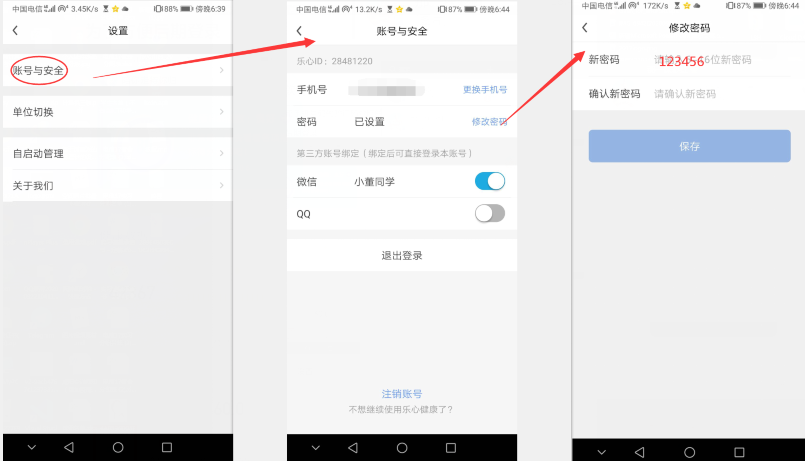 中国电信 3.45K/s 88% 傍晚6:39
设置
账号与安全
单位切换
自启动管理
关于我们
中国电信 13.2K/s 87% 傍晚6:44
账号与安全
乐心ID：28481220
手机号 更换手机号
密码 已设置 修改密码
第三方账号绑定（绑定后可直接登录本账号）
微信 小董同学
QQ
退出登录
注销账号
不想继续使用乐心健康了？
中国电信 172K/s 87% 傍晚6:44
修改密码
新密码 123456 位新密码
确认新密码 请确认新密码
保存